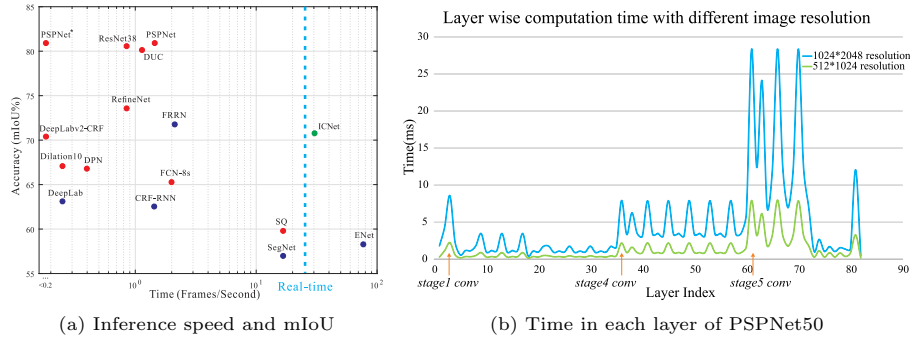 85
80
75
70
65
60
55
Accuracy (mIoU%)
PSPNet*
ResNet38
PSPNet
DUC
RefineNet
FRRN
ICNet
DeepLabv2-CRF
Dilation10
DPN
FCN-8s
DeepLab
CRF-RNN
SQ
SegNet
ENet
...
~0.2
10^0
10^1
10^2
Time (Frames/Second)
Real-time
(a) Inference speed and mIoU
Layer wise computation time with different image resolution
1024*2048 resolution
512*1024 resolution
30
25
20
15
10
5
0
Time(ms)
0 10 20 30 40 50 60 70 80 90
stage1 conv
stage4 conv
stage5 conv
Layer Index
(b) Time in each layer of PSPNet50